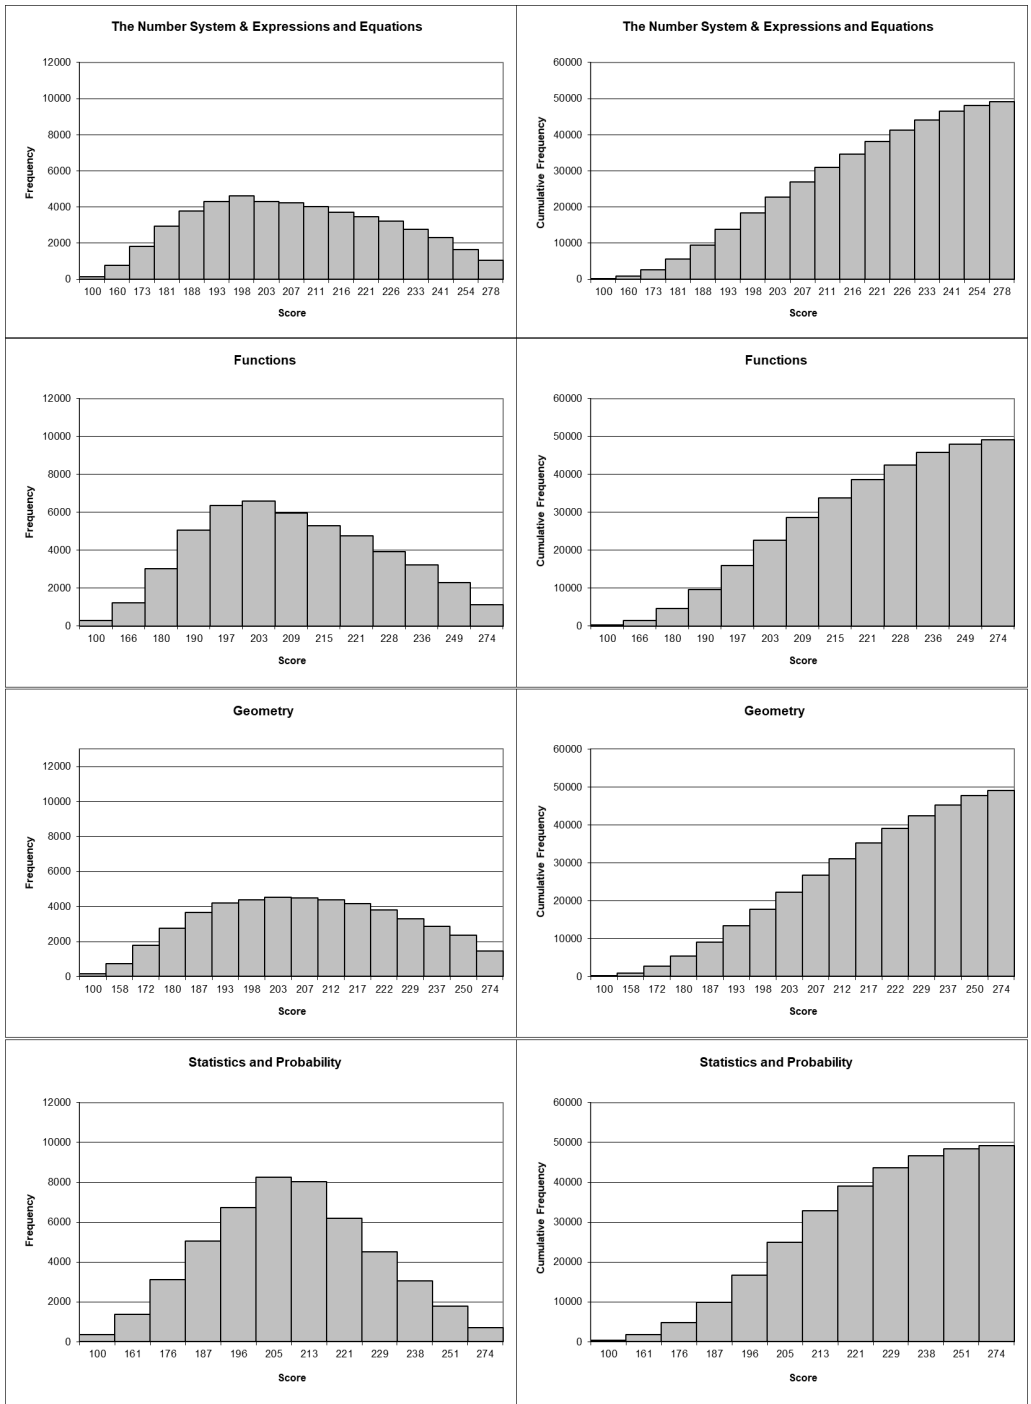 The Number System & Expressions and Equations
12000
10000
8000
6000
4000
2000
0
Frequency
100 160 173 181 188 193 198 203 207 211 216 221 226 233 241 254 278
Score
The Number System & Expressions and Equations
60000
50000
40000
30000
20000
10000
0
Cumulative Frequency
100 160 173 181 188 193 198 203 207 211 216 221 226 233 241 254 278
Score
Functions
12000
10000
8000
6000
4000
2000
0
Frequency
100 166 180 190 197 203 209 215 221 228 236 249 274
Score
Functions
60000
50000
40000
30000
20000
10000
0
Cumulative Frequency
100 166 180 190 197 203 209 215 221 228 236 249 274
Score
Geometry
12000
10000
8000
6000
4000
2000
0
Frequency
100 158 172 180 187 193 198 203 207 212 217 222 229 237 250 274
Score
Geometry
60000
50000
40000
30000
20000
10000
0
Cumulative Frequency
100 158 172 180 187 193 198 203 207 212 217 222 229 237 250 274
Score
Statistics and Probability
12000
10000
8000
6000
4000
2000
0
Frequency
100 161 176 187 196 205 213 221 229 238 251 274
Score
Statistics and Probability
60000
50000
40000
30000
20000
10000
0
Cumulative Frequency
100 161 176 187 196 205 213 221 229 238 251 274
Score